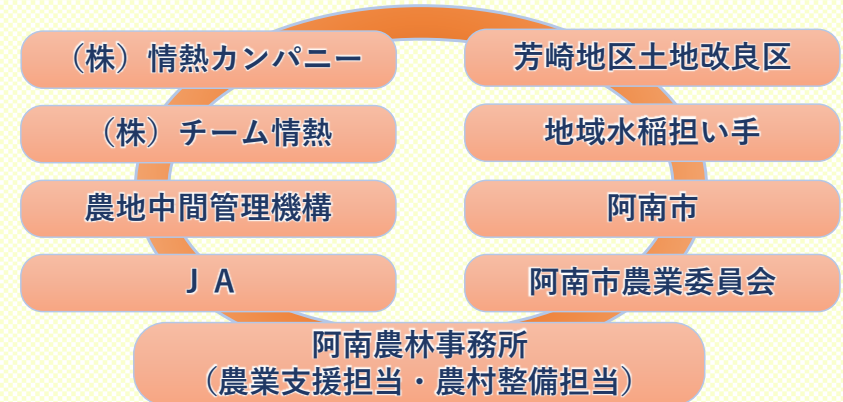 （株）情熱カンパニー
芳崎地区土地改良区
（株）チーム情熱
地域水稲担い手
農地中間管理機構
阿南市
ＪＡ
阿南市農業委員会
阿南農林事務所
（農業支援担当・農村整備担当）